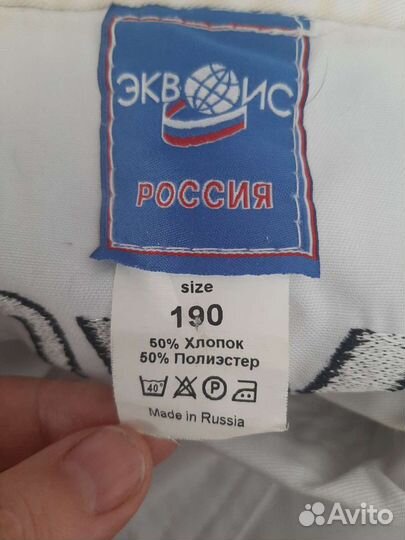 ЭКВ ИС
РОССИЯ
size
190
50% Хлопок
50% Полиэстер
40°
P
Made in Russia
Avito